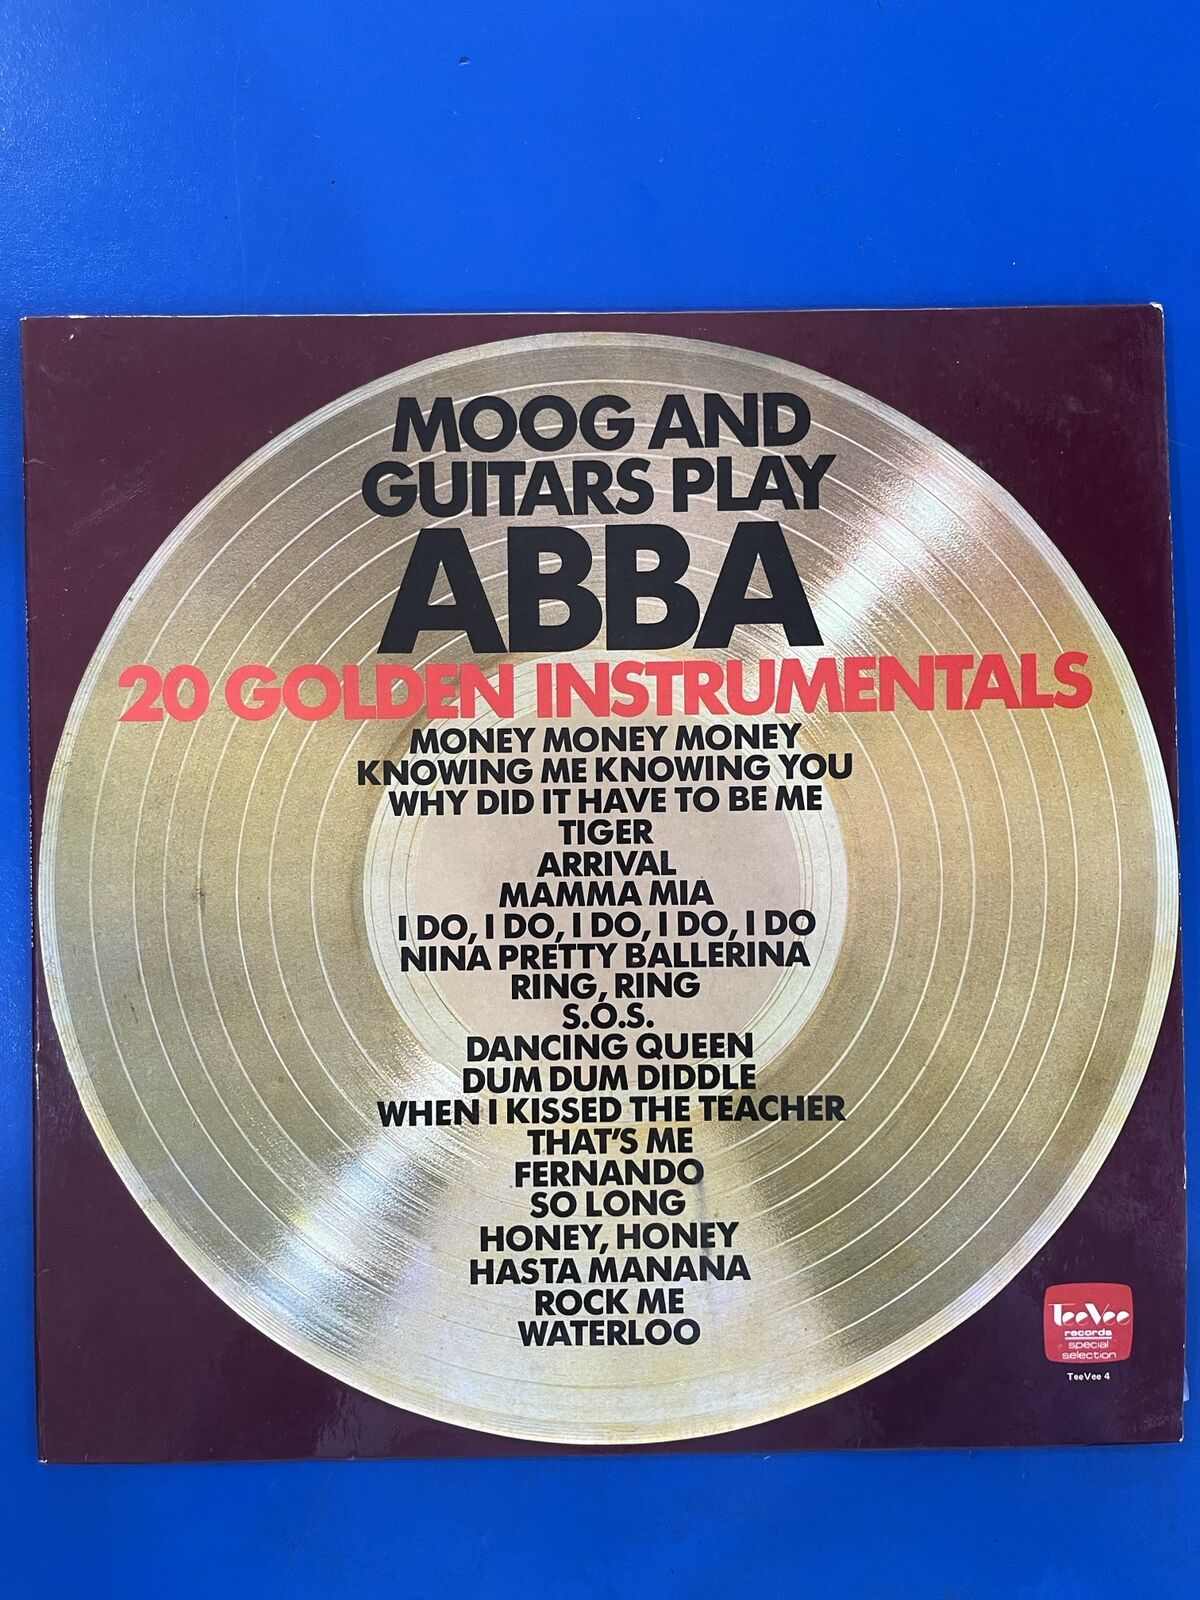 MOOG AND
GUITARS PLAY
ABBA
20 GOLDEN INSTRUMENTALS
MONEY MONEY MONEY
KNOWING ME KNOWING YOU
WHY DID IT HAVE TO BE ME
TIGER
ARRIVAL
MAMMA MIA
I DO, I DO, I DO, I DO, I DO
NINA PRETTY BALLERINA
RING, RING
S.O.S.
DANCING QUEEN
DUM DUM DIDDLE
WHEN I KISSED THE TEACHER
THAT'S ME
FERNANDO
SO LONG
HONEY, HONEY
HASTA MANANA
ROCK ME
WATERLOO
TeeVee
records
special
selection
TeeVee 4